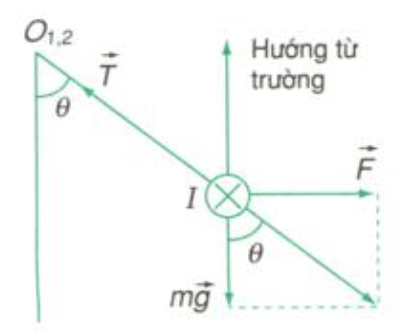 O₁,₂
T⃗
θ
Hướng từ
trường
F⃗
I
θ
mg⃗